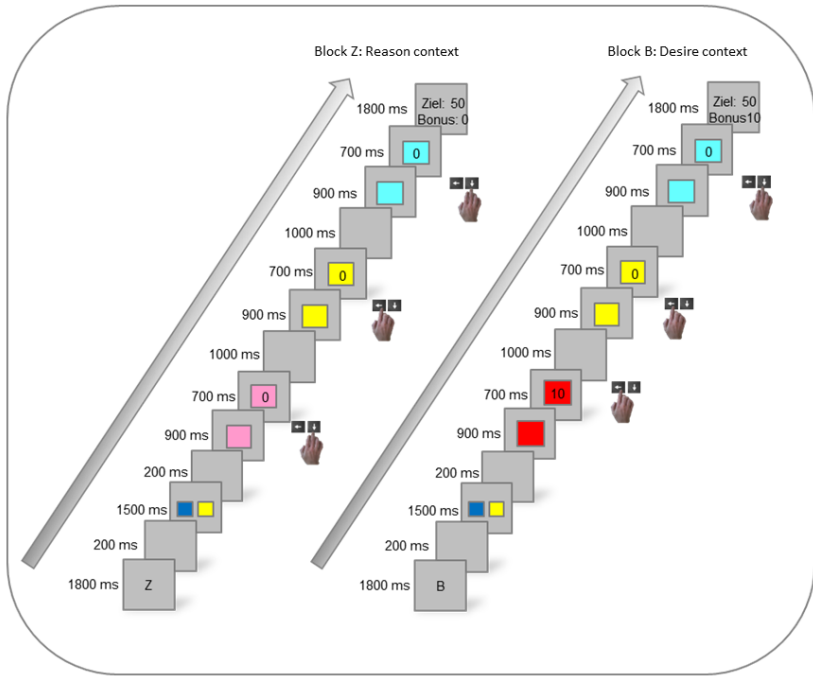 Block Z: Reason context
1800 ms
Ziel: 50
Bonus: 0
700 ms
0
900 ms
1000 ms
700 ms
0
900 ms
1000 ms
700 ms
0
900 ms
200 ms
1500 ms
200 ms
1800 ms
Z
Block B: Desire context
1800 ms
Ziel: 50
Bonus10
700 ms
0
900 ms
1000 ms
700 ms
0
900 ms
1000 ms
700 ms
10
900 ms
200 ms
1500 ms
200 ms
1800 ms
B